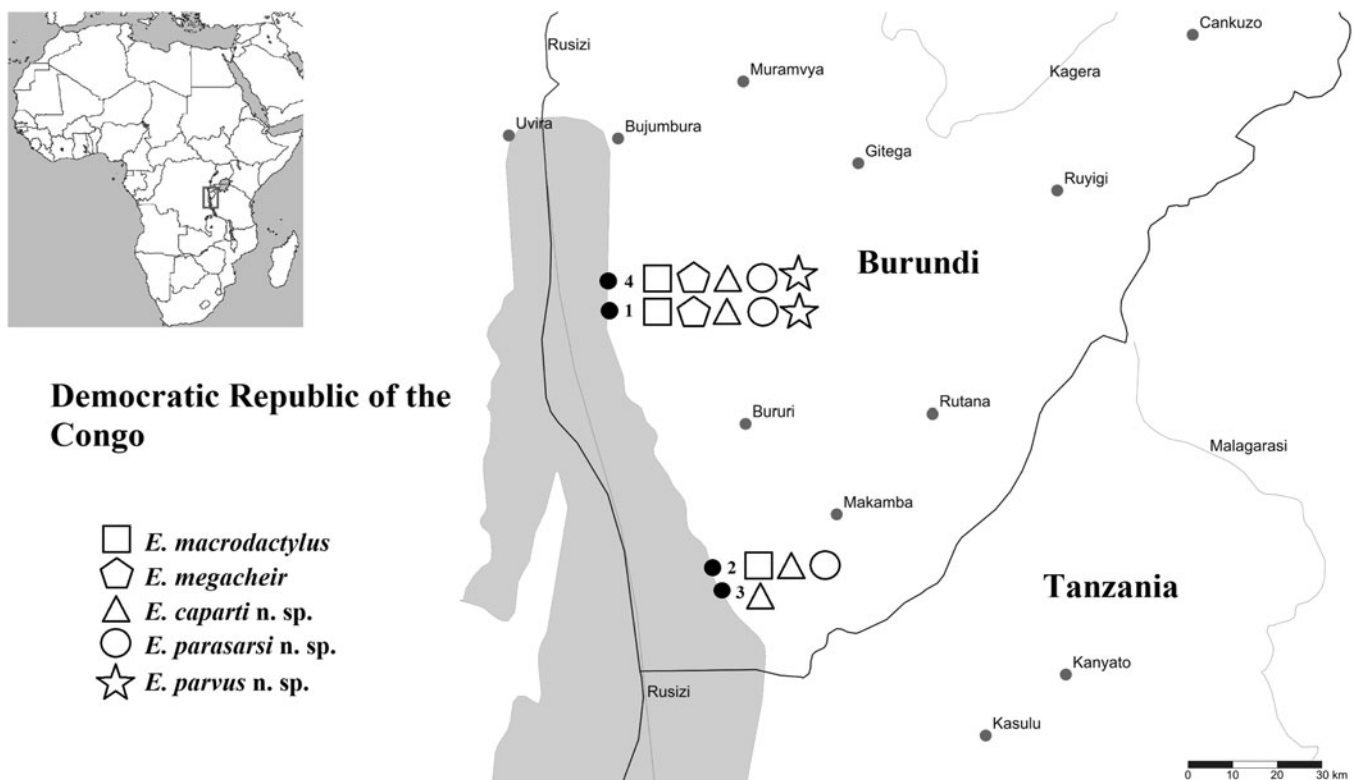 Cankuzo
Rusizi
Muramvya
Kagera
Uvira
Bujumbura
Gitega
Ruyigi
Burundi
4
1
Democratic Republic of the
Congo
Bururi
Rutana
Malagarasi
Makamba
E. macrodactylus
E. megacheir
E. caparti n. sp.
E. parasarsi n. sp.
E. parvus n. sp.
2
3
Tanzania
Kanyato
Rusizi
Kasulu
0 10 20 30 km